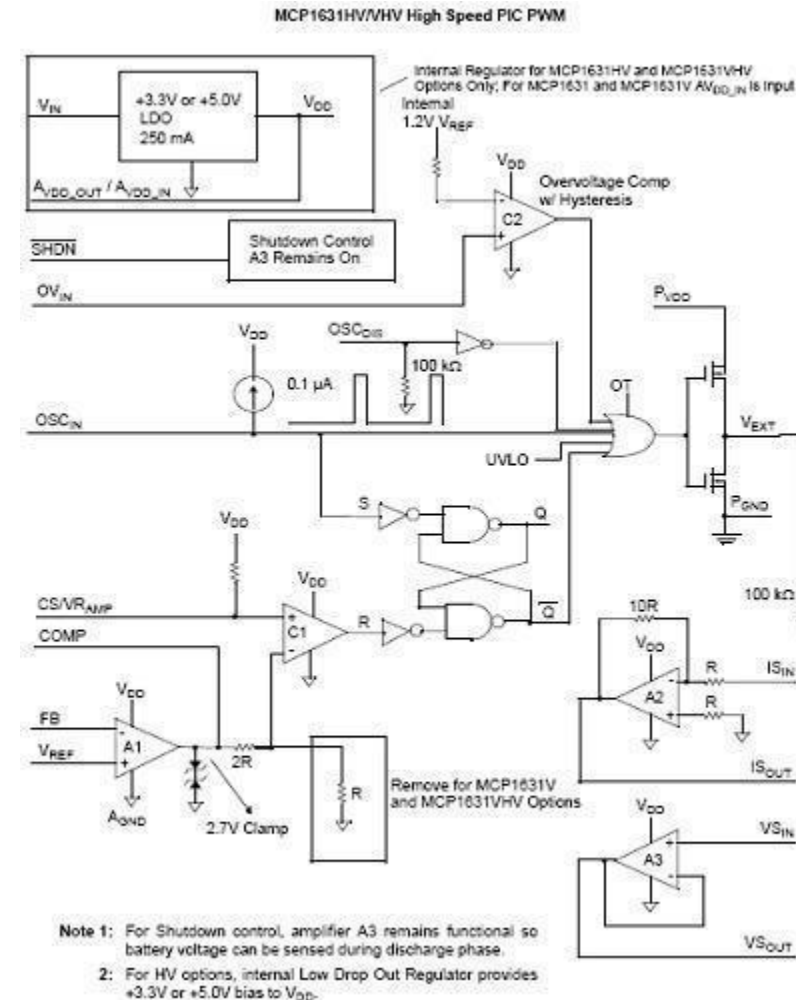 MCP1631HV/VHV High Speed PIC PWM
Internal Regulator for MCP1631HV and MCP1631VHV
Options Only; For MCP1631 and MCP1631V AVDD_IN is Input
VIN
+3.3V or +5.0V
LDO
250 mA
VDD
AVDD_OUT / AVDD_IN
Internal
1.2V VREF
VDD
C2
-
+
Overvoltage Comp
w/ Hysteresis
SHDN
Shutdown Control
A3 Remains On
OVIN
PVDD
VDD
OSCDIS
0.1 µA
100 kΩ
OT
OSCIN
VEXT
UVLO
PGND
S
Q
VDD
VDD
CS/VRAMP
+
C1
-
R
Q
100 kΩ
COMP
10R
VDD
R
ISIN
A2
-
+
R
VDD
FB
-
A1
VREF
+
2R
ISOUT
R
Remove for MCP1631V
and MCP1631VHV Options
AGND
2.7V Clamp
VDD
VSIN
A3
+
-
VSOUT
Note 1: For Shutdown control, amplifier A3 remains functional so
battery voltage can be sensed during discharge phase.
2: For HV options, internal Low Drop Out Regulator provides
+3.3V or +5.0V bias to VDD.